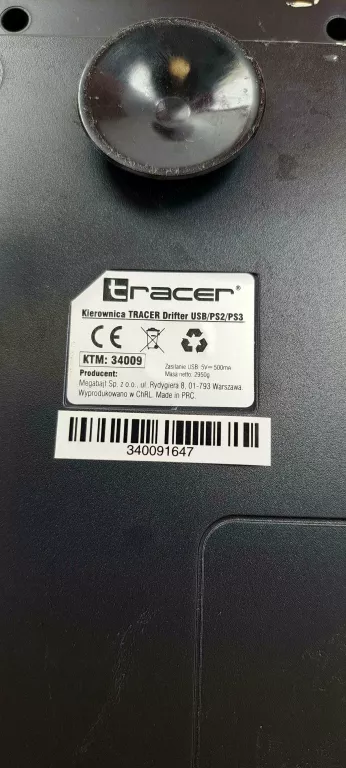 tracer®
Kierownica TRACER Drifter USB/PS2/PS3
CE
KTM: 34009
Zasilanie USB: 5V⎓ 500ma
Masa netto: 2950g
Producent:
Megabajt Sp. z o.o., ul. Rydygiera 8, 01-793 Warszawa
Wyprodukowano w ChRL. Made in PRC.
340091647